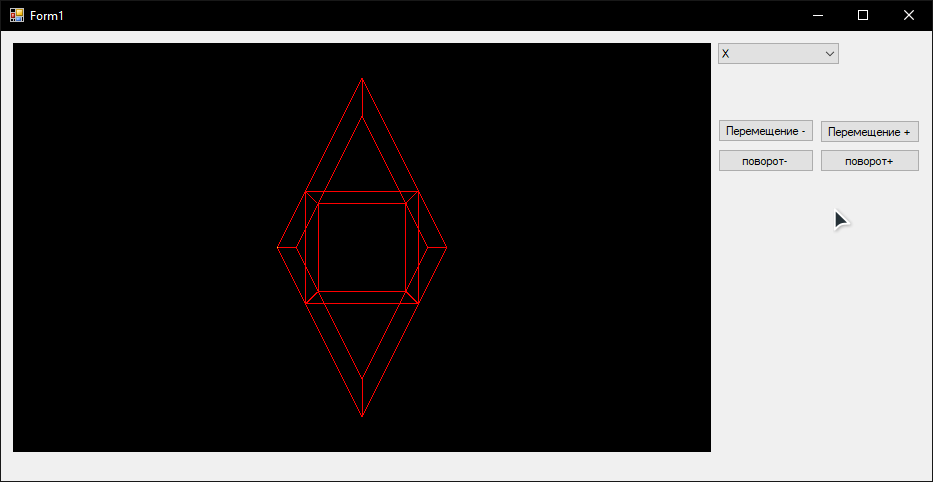 Form1
X
Перемещение -
Перемещение +
поворот-
поворот+